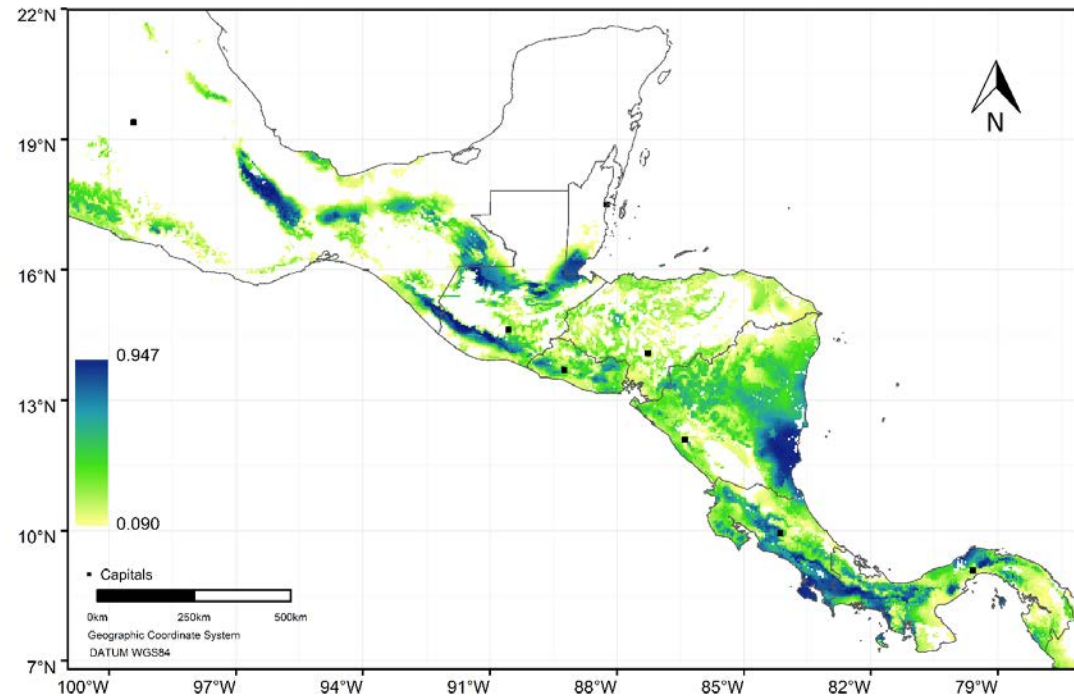 22°N
N
19°N
16°N
0.947
13°N
0.090
10°N
Capitals
0km 250km 500km
Geographic Coordinate System
DATUM WGS84
7°N
100°W 97°W 94°W 91°W 88°W 85°W 82°W 79°W